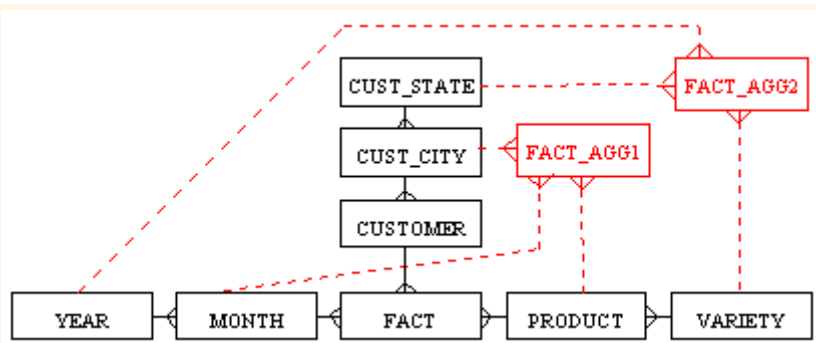 CUST_STATE
FACT_AGG2
CUST_CITY
FACT_AGG1
CUSTOMER
YEAR
MONTH
FACT
PRODUCT
VARIETY